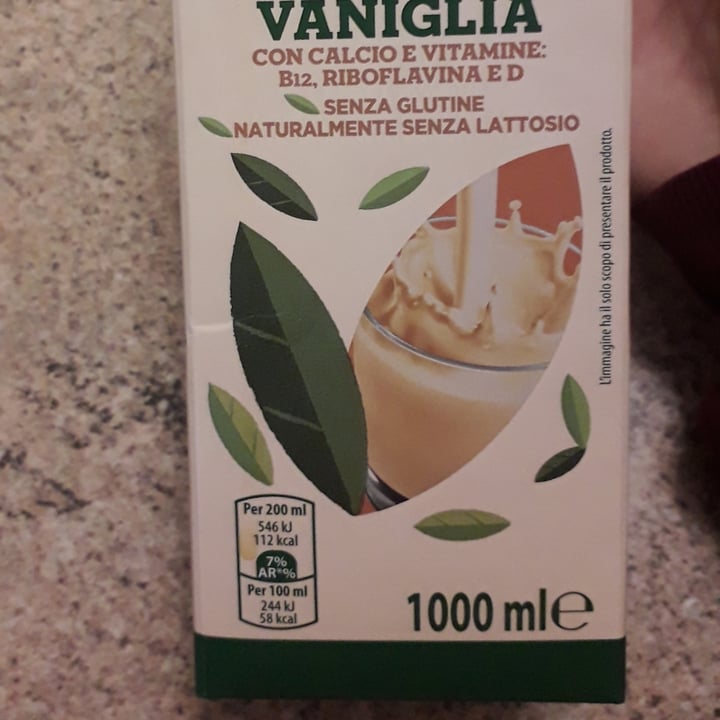 VANIGLIA
CON CALCIO E VITAMINE:
B12, RIBOFLAVINA E D
SENZA GLUTINE
NATURALMENTE SENZA LATTOSIO
L'immagine ha il solo scopo di presentare il prodotto.
Per 200 ml
546 kJ
112 kcal
7%
AR*%
Per 100 ml
244 kJ
58 kcal
1000 ml e